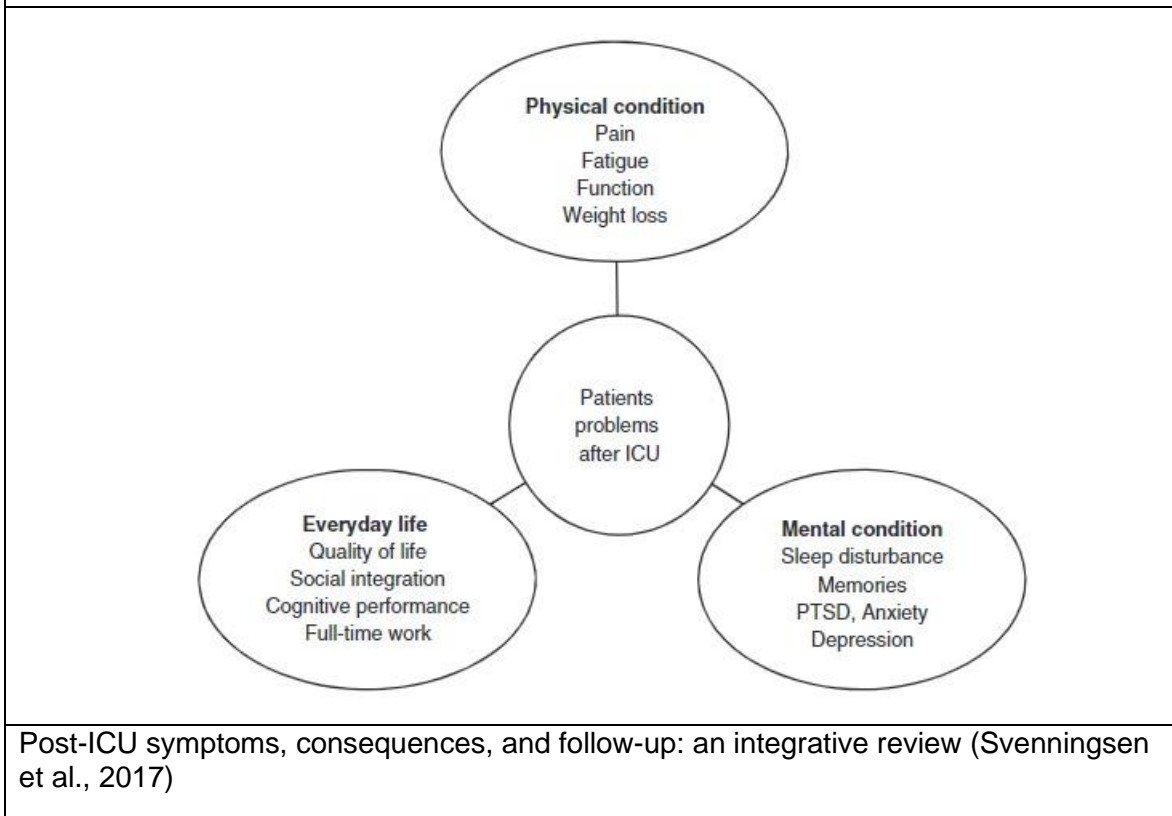 Physical condition
Pain
Fatigue
Function
Weight loss
Patients
problems
after ICU
Everyday life
Quality of life
Social integration
Cognitive performance
Full-time work
Mental condition
Sleep disturbance
Memories
PTSD, Anxiety
Depression
Post-ICU symptoms, consequences, and follow-up: an integrative review (Svenningsen
et al., 2017)